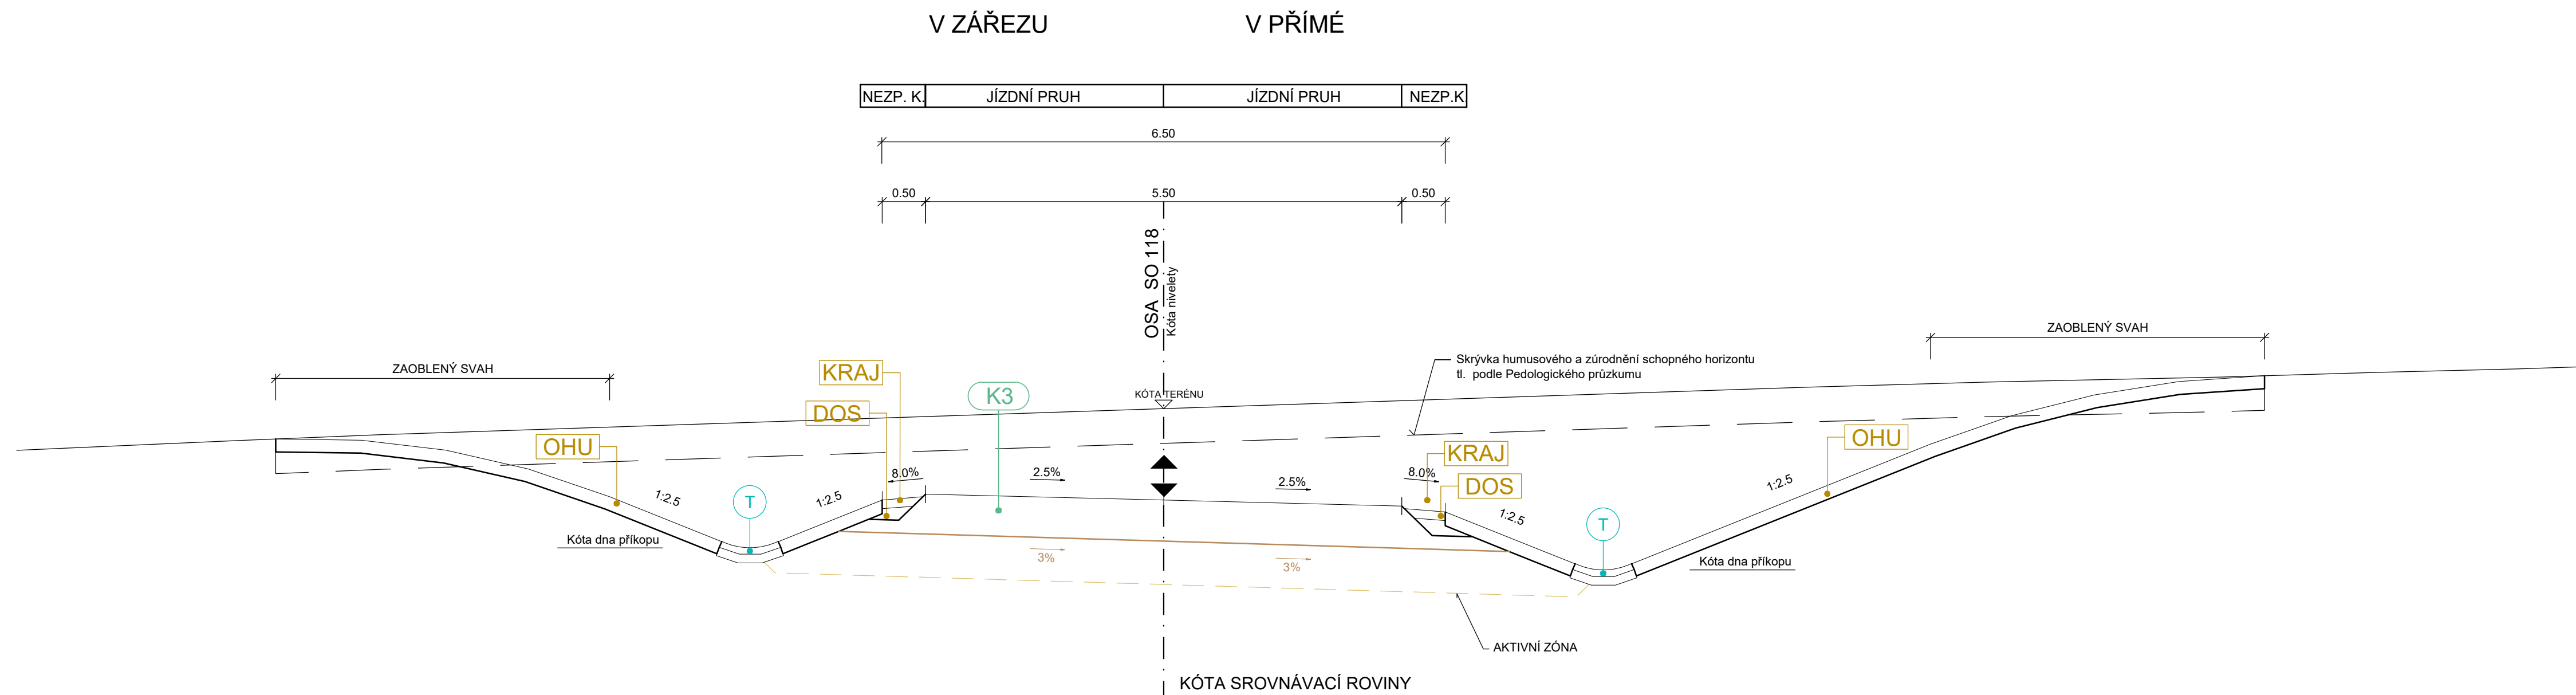 V ZÁŘEZU
V PŘÍMÉ
NEZP. K.
JÍZDNÍ PRUH
JÍZDNÍ PRUH
NEZP.K.
6.50
0.50
5.50
0.50
OSA SO 118
Kóta nivelety
ZAOBLENÝ SVAH
ZAOBLENÝ SVAH
Skrývka humusového a zúrodnění schopného horizontu
tl. podle Pedologického průzkumu
KÓTA TERÉNU
KRAJ
K3
DOS
OHU
OHU
KRAJ
DOS
8.0%
2.5%
2.5%
8.0%
1:2.5
T
1:2.5
1:2.5
T
1:2.5
Kóta dna příkopu
3%
3%
Kóta dna příkopu
AKTIVNÍ ZÓNA
KÓTA SROVNÁVACÍ ROVINY